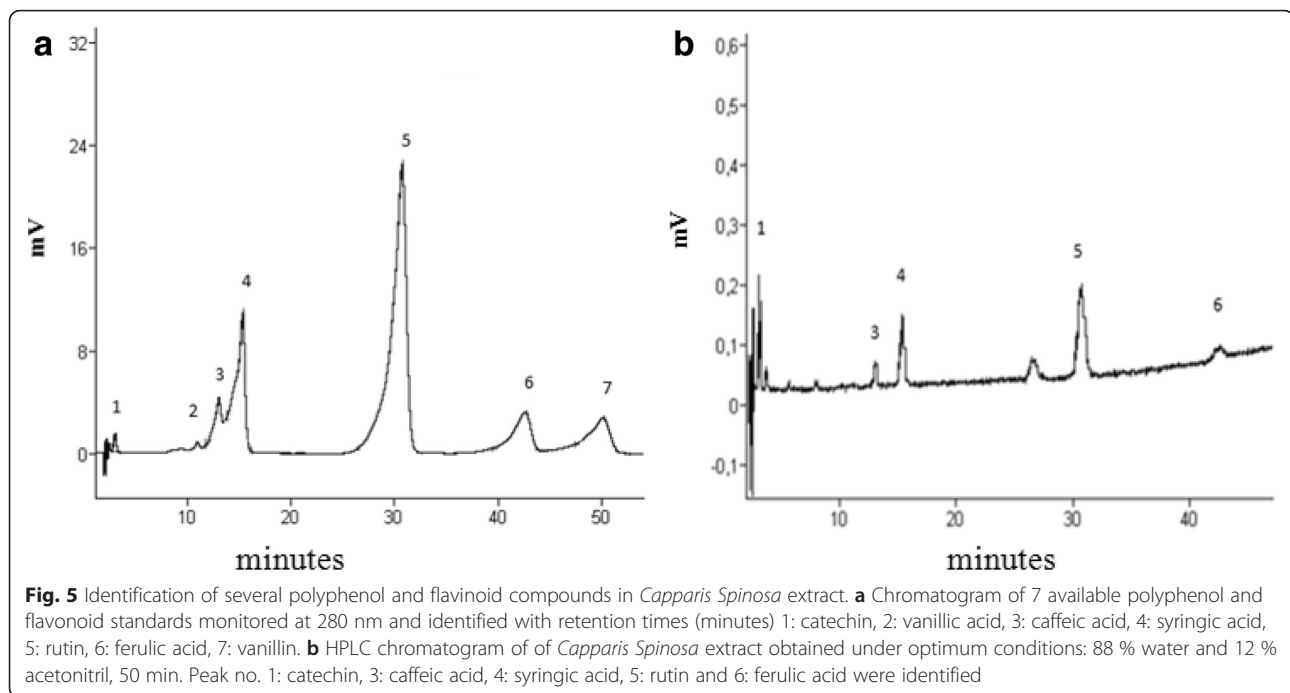 a
32
24
16
8
0
mV
1
2
3
4
5
6
7
10 20 30 40 50
minutes
b
0,6
0,5
0,4
0,3
0,2
0,1
0
-0,1
mV
1
3
4
5
6
10 20 30 40
minutes
Fig. 5 Identification of several polyphenol and flavinoid compounds in Capparis Spinosa extract. a Chromatogram of 7 available polyphenol and
flavonoid standards monitored at 280 nm and identified with retention times (minutes) 1: catechin, 2: vanillic acid, 3: caffeic acid, 4: syringic acid,
5: rutin, 6: ferulic acid, 7: vanillin. b HPLC chromatogram of of Capparis Spinosa extract obtained under optimum conditions: 88 % water and 12 %
acetonitril, 50 min. Peak no. 1: catechin, 3: caffeic acid, 4: syringic acid, 5: rutin and 6: ferulic acid were identified